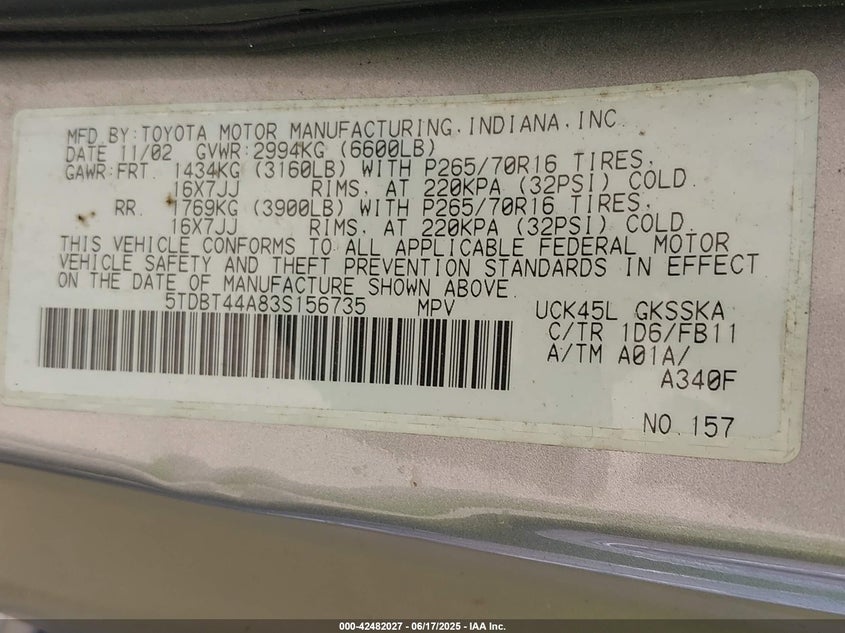 MFD.BY:TOYOTA MOTOR MANUFACTURING.INDIANA.INC.
DATE 11/02 GVWR:2994KG (6600LB)
GAWR:FRT. 1434KG (3160LB) WITH P265/70R16 TIRES,
16X7JJ RIMS, AT 220KPA (32PSI) COLD.
RR. 1769KG (3900LB) WITH P265/70R16 TIRES,
16X7JJ RIMS, AT 220KPA (32PSI) COLD.
THIS VEHICLE CONFORMS TO ALL APPLICABLE FEDERAL MOTOR
VEHICLE SAFETY AND THEFT PREVENTION STANDARDS IN EFFECT
ON THE DATE OF MANUFACTURE SHOWN ABOVE.
5TDBT44A83S156735 MPV UCK45L GKSSKA
C/TR 1D6/FB11
A/TM A01A/
A340F
NO.157
000-42482027 - 06/17/2025 - IAA Inc.